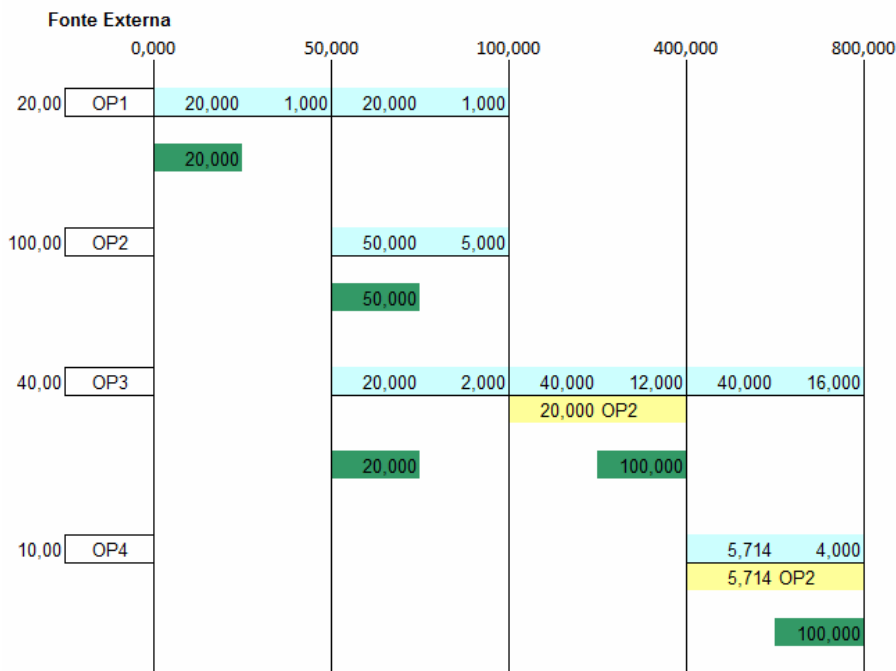 Fonte Externa
0,000 50,000 100,000 400,000 800,000
20,00 OP1 20,000 1,000 20,000 1,000
20,000
100,00 OP2 50,000 5,000
50,000
40,00 OP3 20,000 2,000 40,000 12,000 40,000 16,000
20,000 OP2
20,000 100,000
10,00 OP4 5,714 4,000
5,714 OP2
100,000